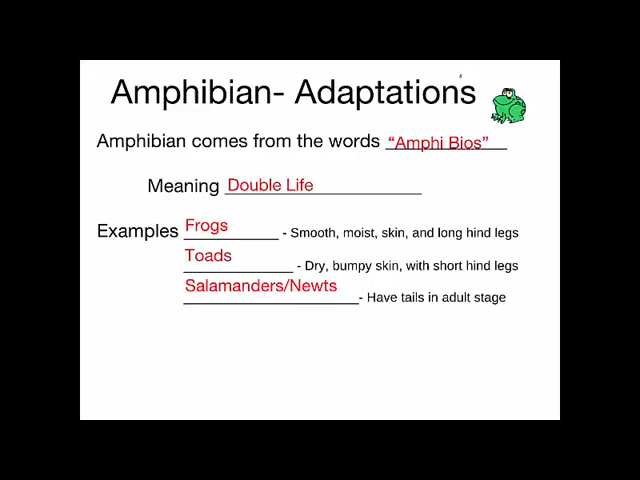 Amphibian- Adaptations
Amphibian comes from the words “Amphi Bios”
Meaning Double Life
Examples Frogs - Smooth, moist, skin, and long hind legs
Toads - Dry, bumpy skin, with short hind legs
Salamanders/Newts - Have tails in adult stage